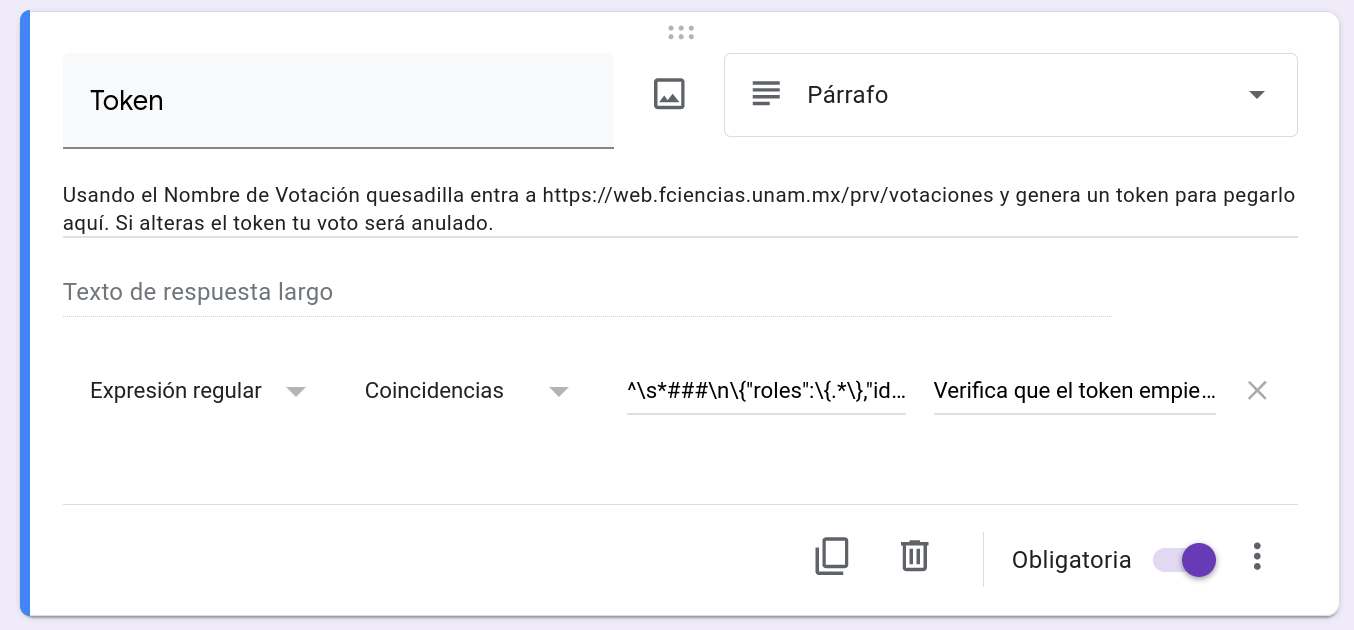 Token
Párrafo
Usando el Nombre de Votación quesadilla entra a https://web.fciencias.unam.mx/prv/votaciones y genera un token para pegarlo
aquí. Si alteras el token tu voto será anulado.
Texto de respuesta largo
Expresión regular
Coincidencias
^\s*###\n\{"roles":\{.*\},"id...
Verifica que el token empie...
Obligatoria